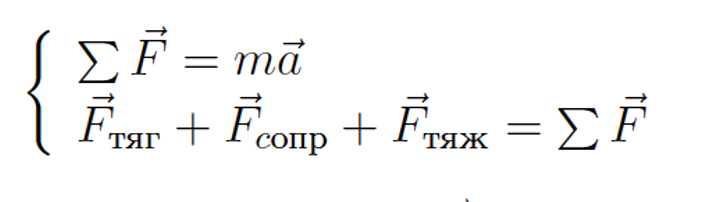 ∑ F⃗ = ma⃗
F⃗тяг + F⃗сопр + F⃗тяж = ∑ F⃗